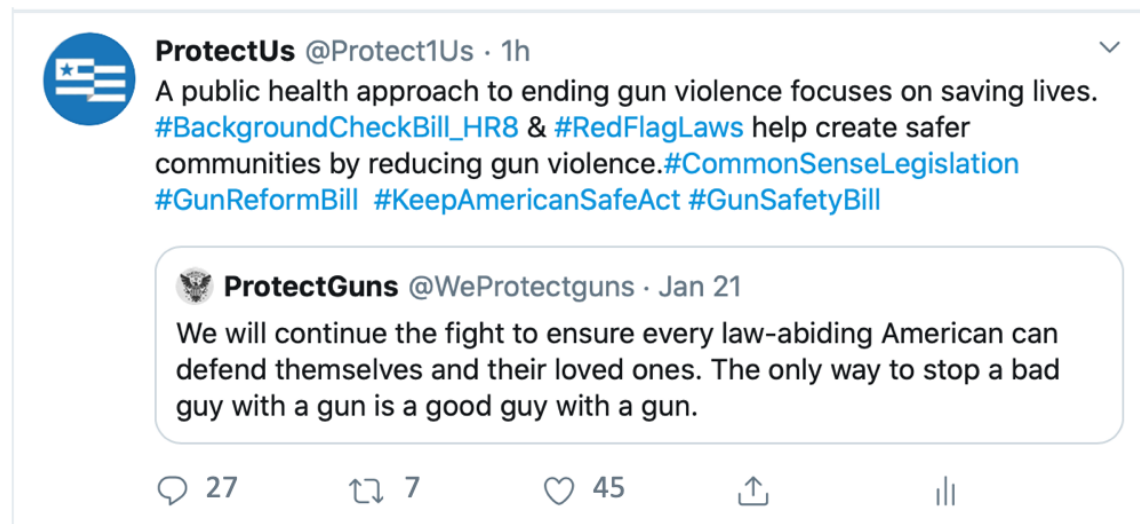 ProtectUs @Protect1Us · 1h
A public health approach to ending gun violence focuses on saving lives.
#BackgroundCheckBill_HR8 & #RedFlagLaws help create safer
communities by reducing gun violence.#CommonSenseLegislation
#GunReformBill #KeepAmericanSafeAct #GunSafetyBill
ProtectGuns @WeProtectguns · Jan 21
We will continue the fight to ensure every law-abiding American can
defend themselves and their loved ones. The only way to stop a bad
guy with a gun is a good guy with a gun.
27 7 45